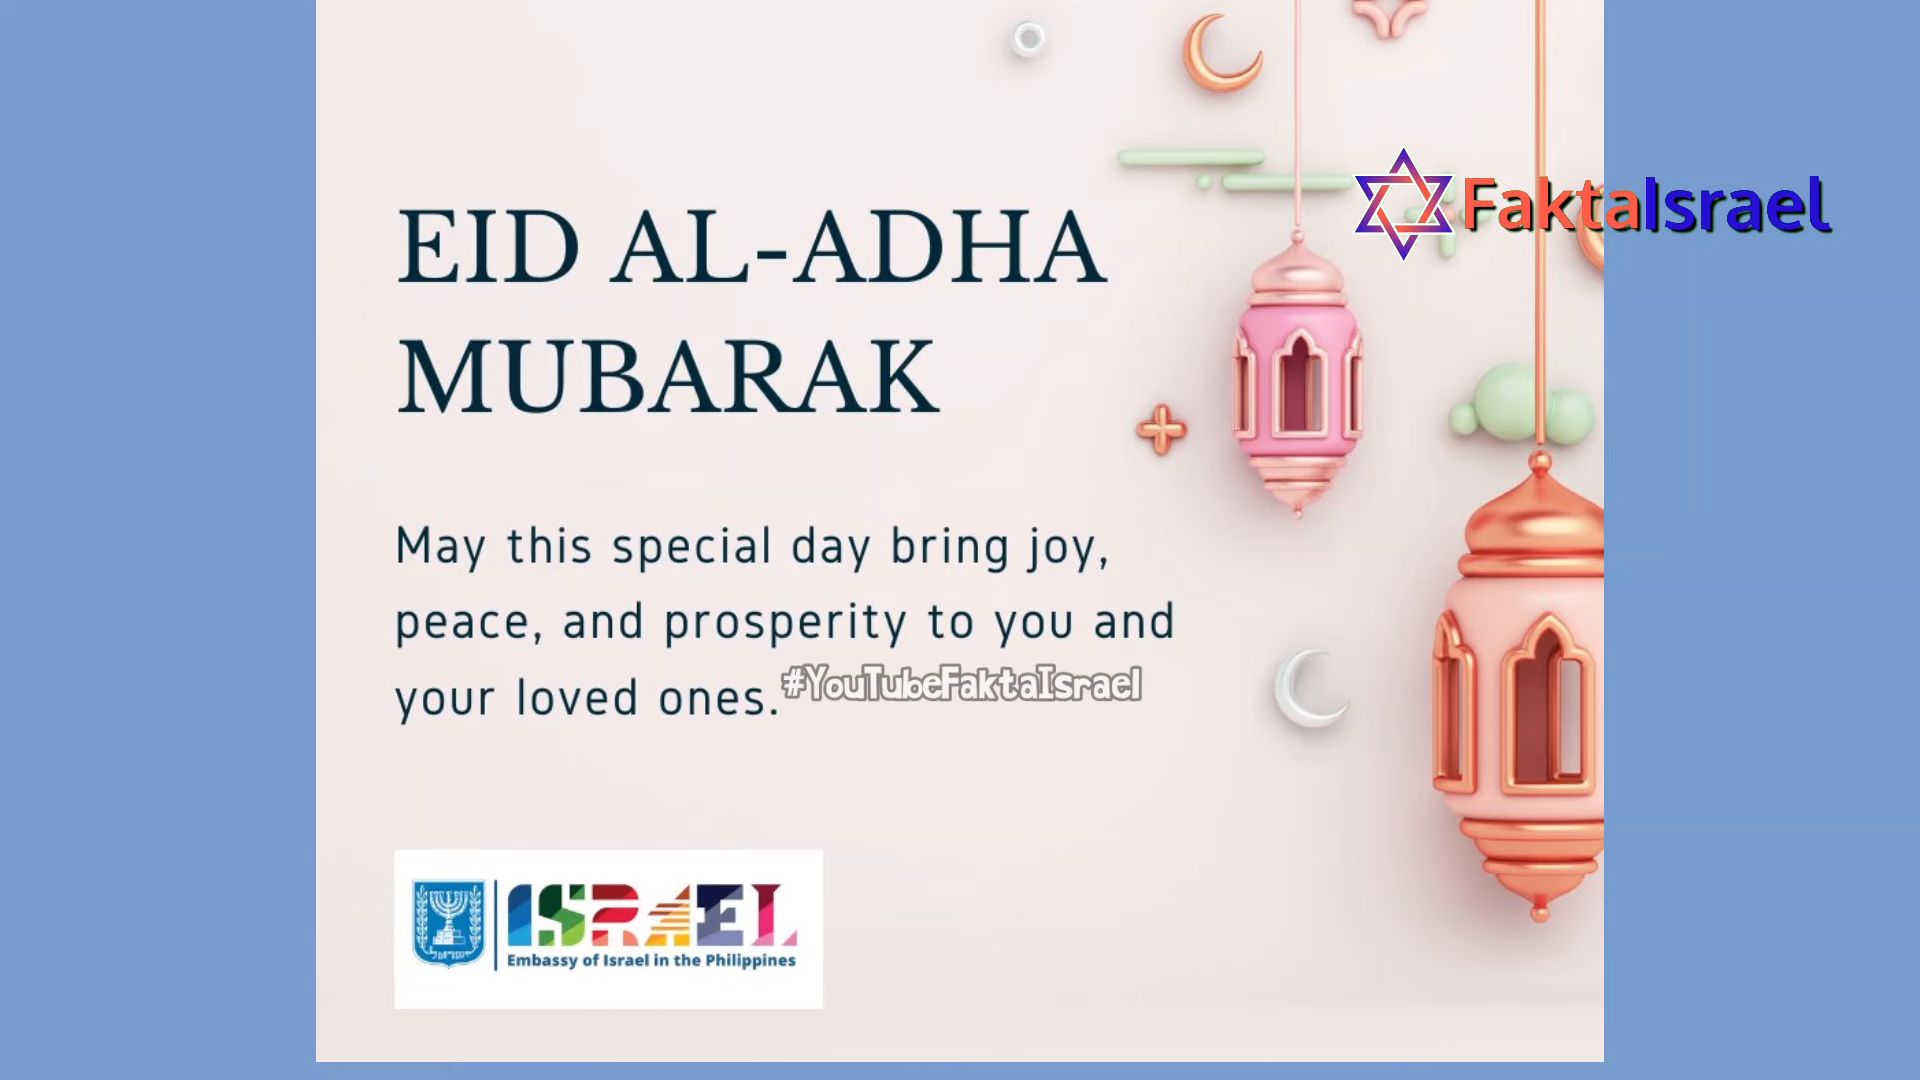 FaktaIsrael
EID AL-ADHA
MUBARAK
May this special day bring joy,
peace, and prosperity to you and
your loved ones.
#YouTubeFaktaIsrael
ISRAEL
Embassy of Israel in the Philippines
ישראל